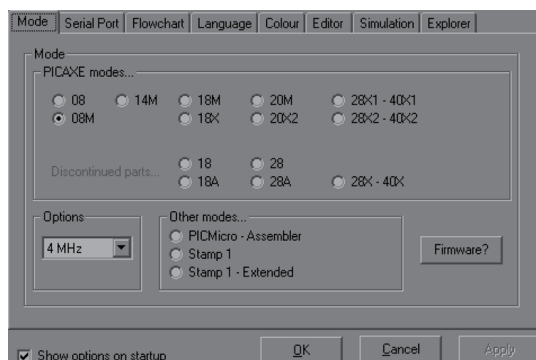 Mode Serial Port Flowchart Language Colour Editor Simulation Explorer
Mode
PICAXE modes...
08 14M 18M 20M 28X1 - 40X1
08M 18X 20X2 28X2 - 40X2
Discontinued parts...
18 28
18A 28A 28X - 40X
Options
4 MHz
Other modes...
PICMicro - Assembler
Stamp 1
Stamp 1 - Extended
Firmware?
Show options on startup
OK Cancel Apply